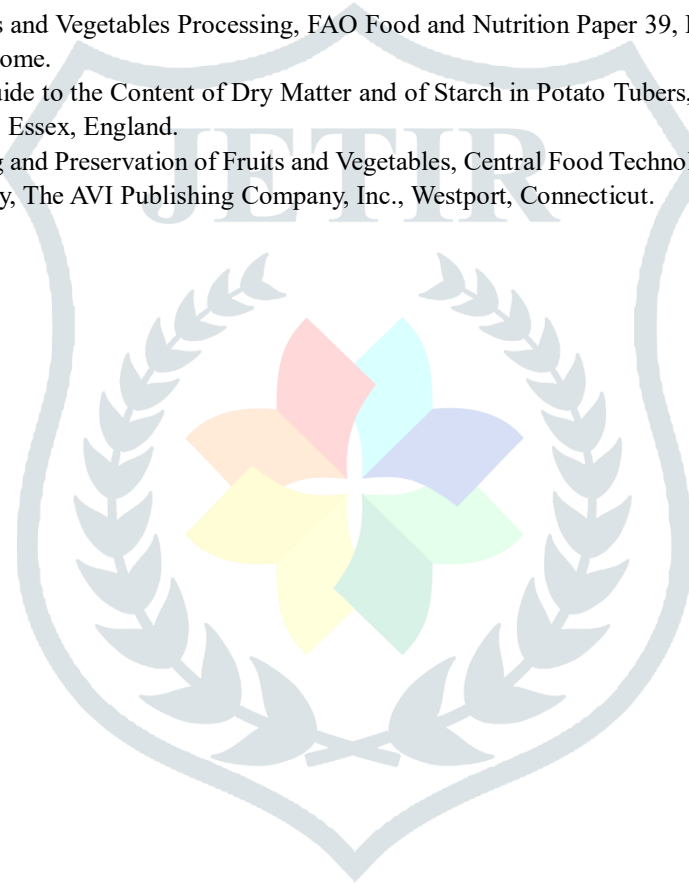 and Vegetables Processing, FAO Food and Nutrition Paper 39,
ome.
uide to the Content of Dry Matter and of Starch in Potato Tubers,
Essex, England.
g and Preservation of Fruits and Vegetables, Central Food Technol
y, The AVI Publishing Company, Inc., Westport, Connecticut.
JETIR